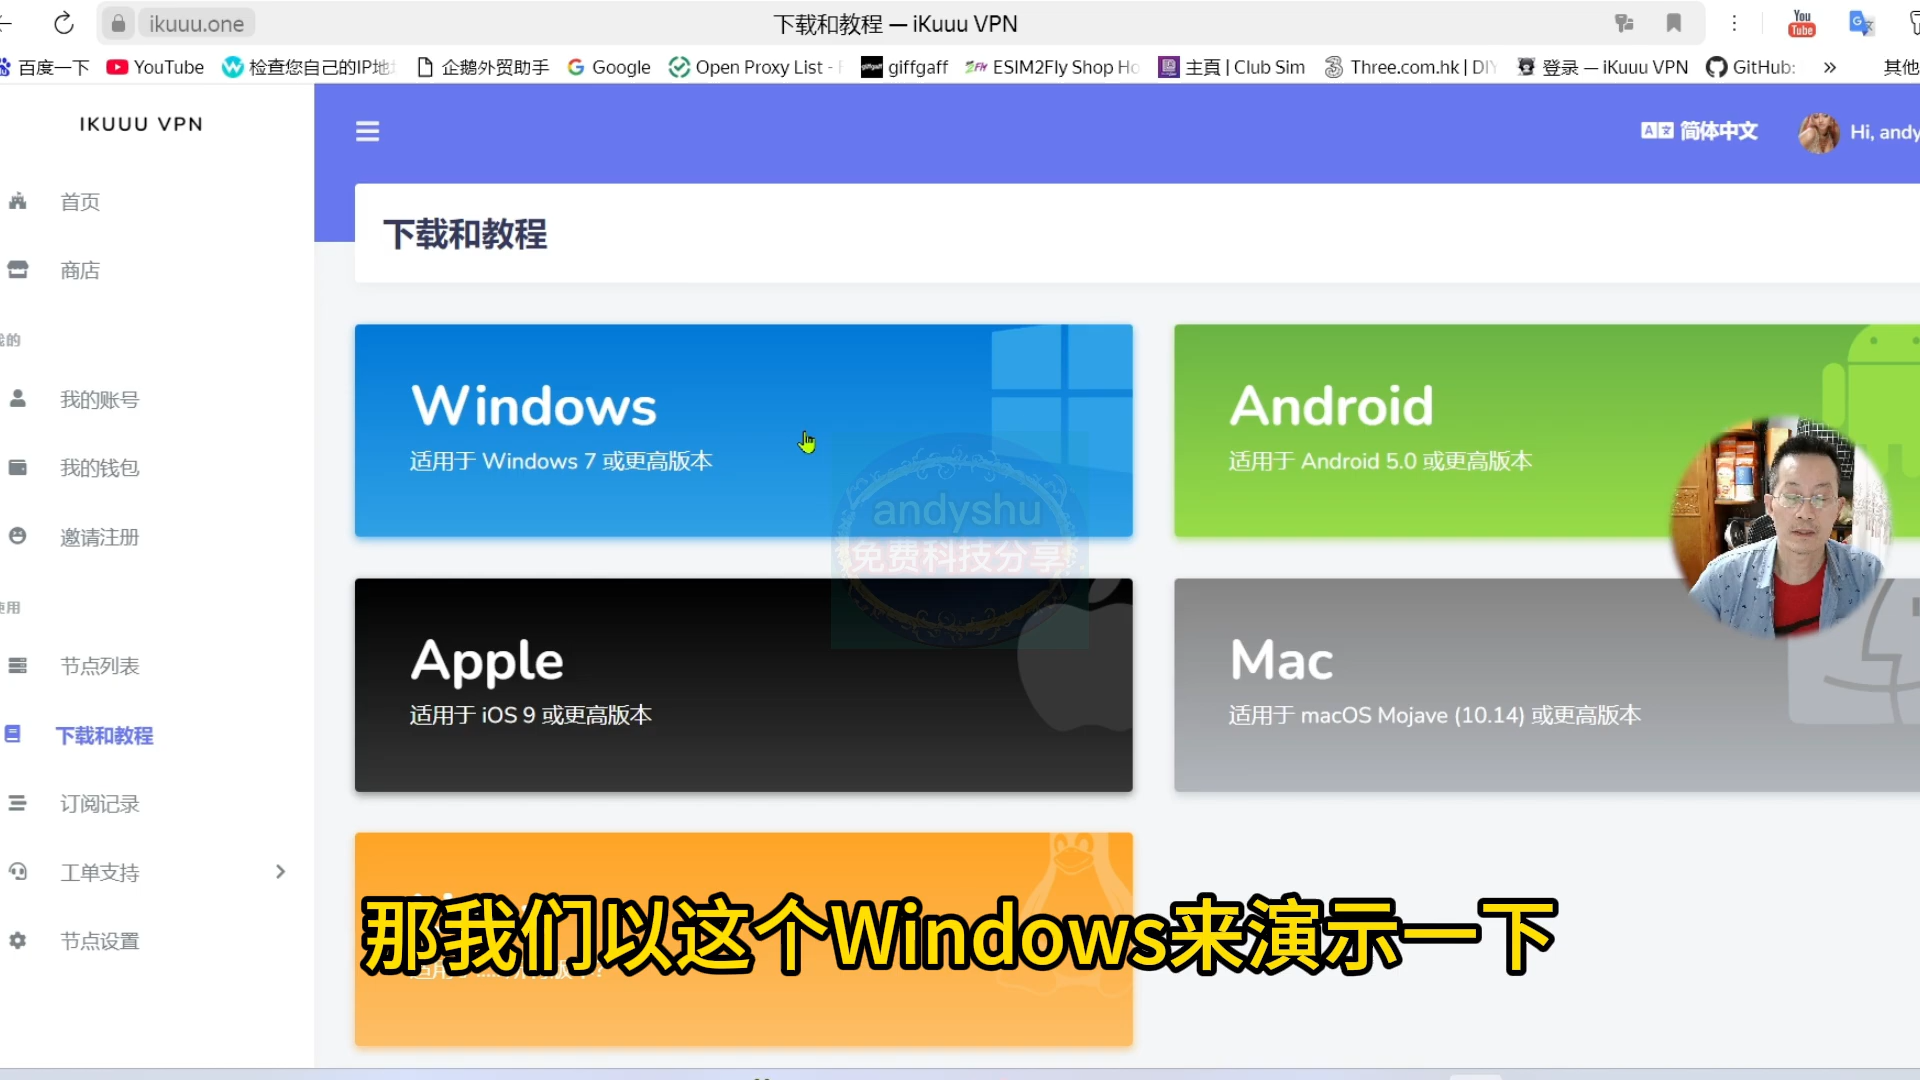 ikuuu.one
下载和教程 — iKuuu VPN
You
Tube
百度一下
YouTube
检查您自己的IP地
企鹅外贸助手
Google
Open Proxy List -
giffgaff
ESIM2Fly Shop Ho
主頁 | Club Sim
Three.com.hk | DIY
登录 — iKuuu VPN
GitHub:
»
其他
IKUUU VPN
简体中文
Hi, andy
首页
商店
下载和教程
我的
我的账号
我的钱包
邀请注册
使用
节点列表
下载和教程
订阅记录
工单支持
节点设置
Windows
适用于 Windows 7 或更高版本
Android
适用于 Android 5.0 或更高版本
andyshu
免费科技分享
Apple
适用于 iOS 9 或更高版本
Mac
适用于 macOS Mojave (10.14) 或更高版本
那我们以这个Windows来演示一下